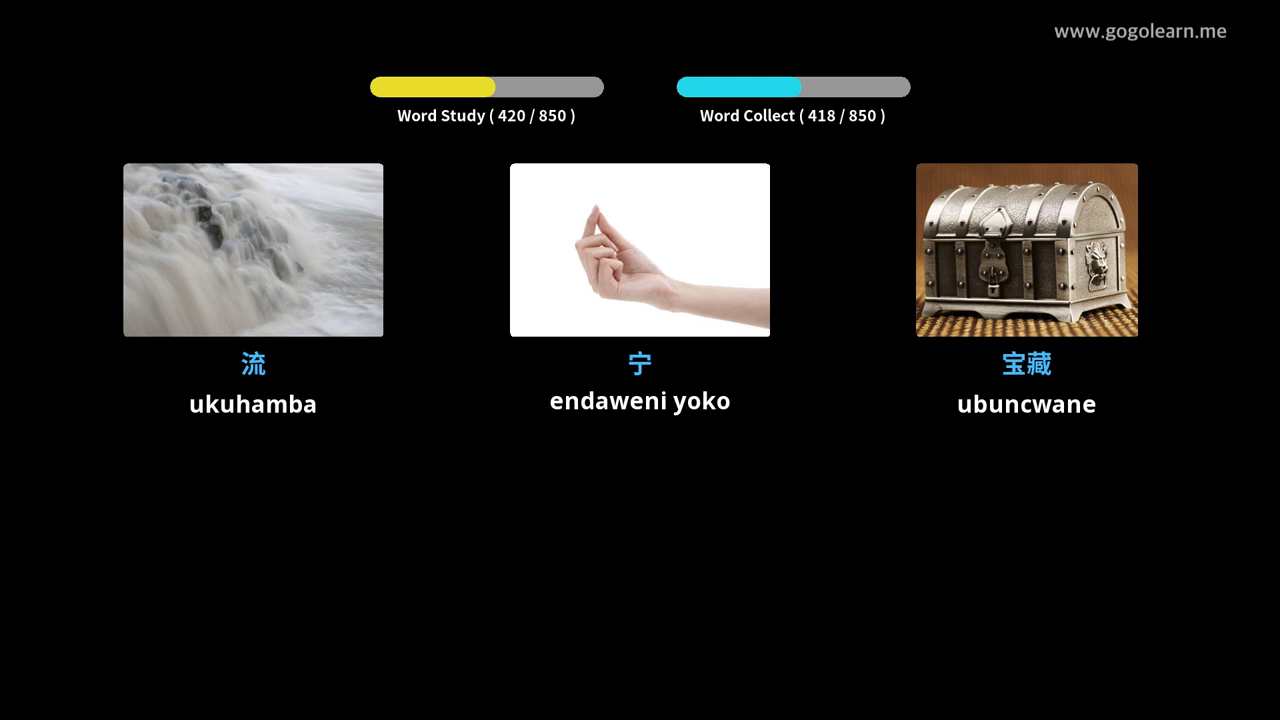 www.gogolearn.me
Word Study ( 420 / 850 )
Word Collect ( 418 / 850 )
流
宁
宝藏
ukuhamba
endaweni yoko
ubuncwane